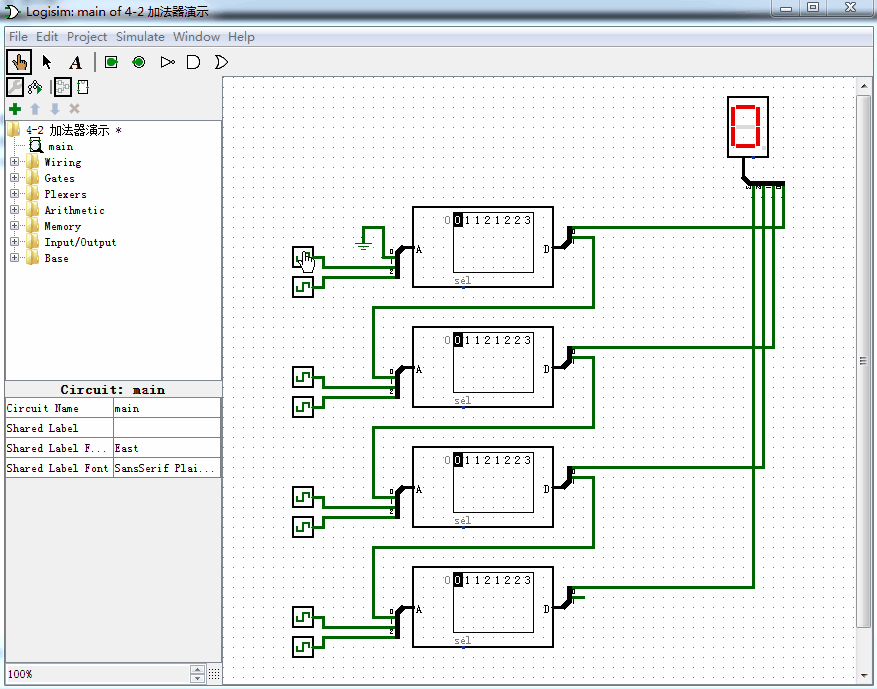 Logisim: main of 4-2 加法器演示
File Edit Project Simulate Window Help
A
4-2 加法器演示 *
main
Wiring
Gates
Plexers
Arithmetic
Memory
Input/Output
Base
Circuit: main
Circuit Name main
Shared Label
Shared Label F... East
Shared Label Font SansSerif Plai...
100%
0 0 1 1 2 1 2 2 3
A D
sel
0 0 1 1 2 1 2 2 3
A D
sel
0 0 1 1 2 1 2 2 3
A D
sel
0 0 1 1 2 1 2 2 3
A D
sel
0